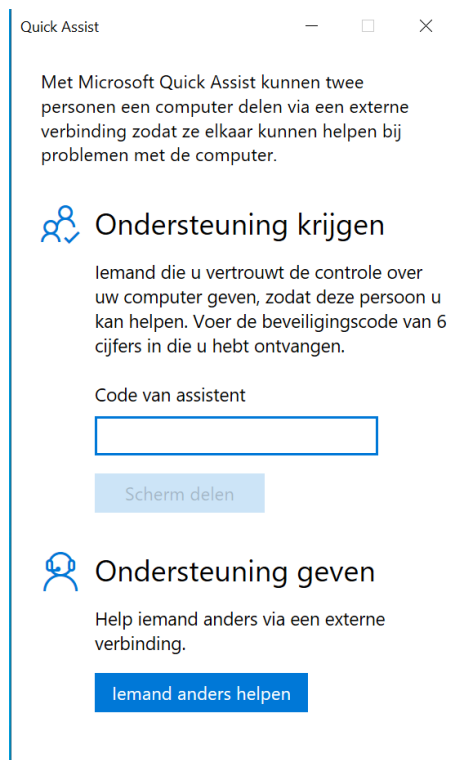 Quick Assist
Met Microsoft Quick Assist kunnen twee
personen een computer delen via een externe
verbinding zodat ze elkaar kunnen helpen bij
problemen met de computer.
Ondersteuning krijgen
Iemand die u vertrouwt de controle over
uw computer geven, zodat deze persoon u
kan helpen. Voer de beveiligingscode van 6
cijfers in die u hebt ontvangen.
Code van assistent
Scherm delen
Ondersteuning geven
Help iemand anders via een externe
verbinding.
Iemand anders helpen